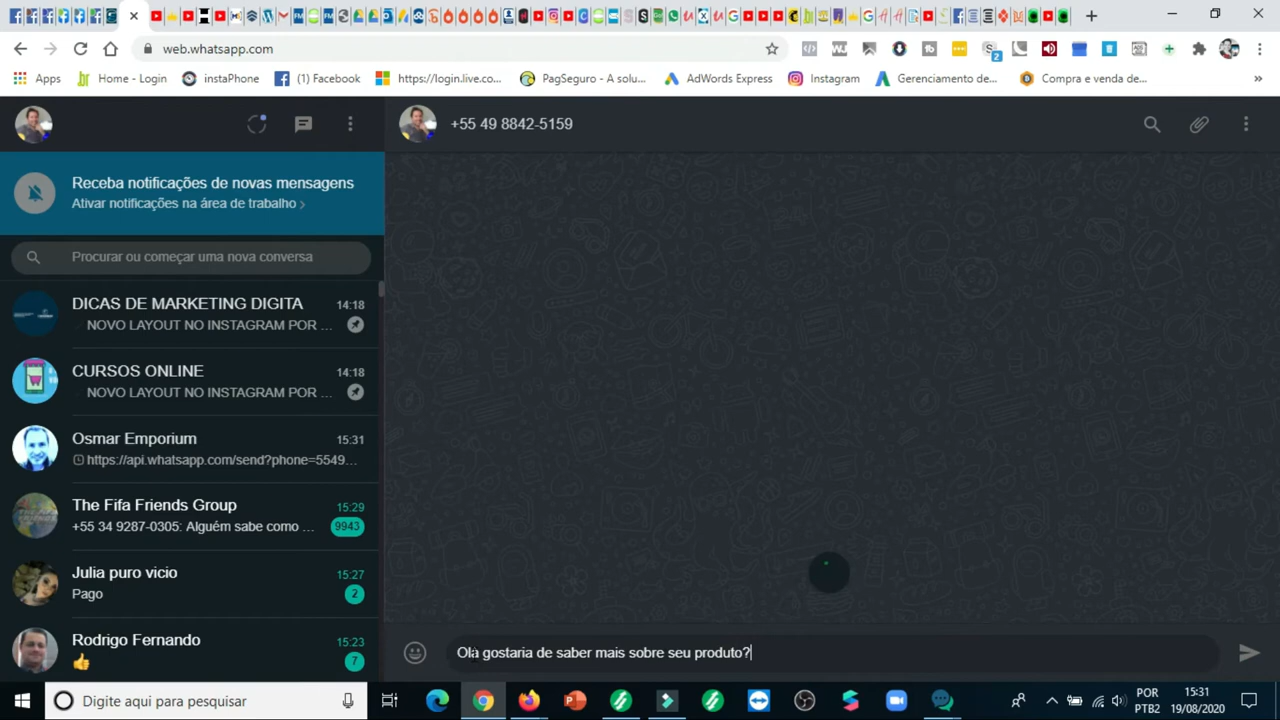 web.whatsapp.com
Apps
Home - Login
instaPhone
(1) Facebook
https://login.live.co...
PagSeguro - A solu...
AdWords Express
Instagram
Gerenciamento de...
Compra e venda de...
»
+55 49 8842-5159
Receba notificações de novas mensagens
Ativar notificações na área de trabalho >
Procurar ou começar uma nova conversa
DICAS DE MARKETING DIGITA 14:18
NOVO LAYOUT NO INSTAGRAM POR ...
CURSOS ONLINE 14:18
NOVO LAYOUT NO INSTAGRAM POR ...
Osmar Emporium 15:31
https://api.whatsapp.com/send?phone=5549...
The Fifa Friends Group 15:29
+55 34 9287-0305: Alguém sabe como ... 9943
Julia puro vicio 15:27
Pago 2
Rodrigo Fernando 15:23
👍 7
Olá gostaria de saber mais sobre seu produto?
Digite aqui para pesquisar
POR
PTB2
15:31
19/08/2020